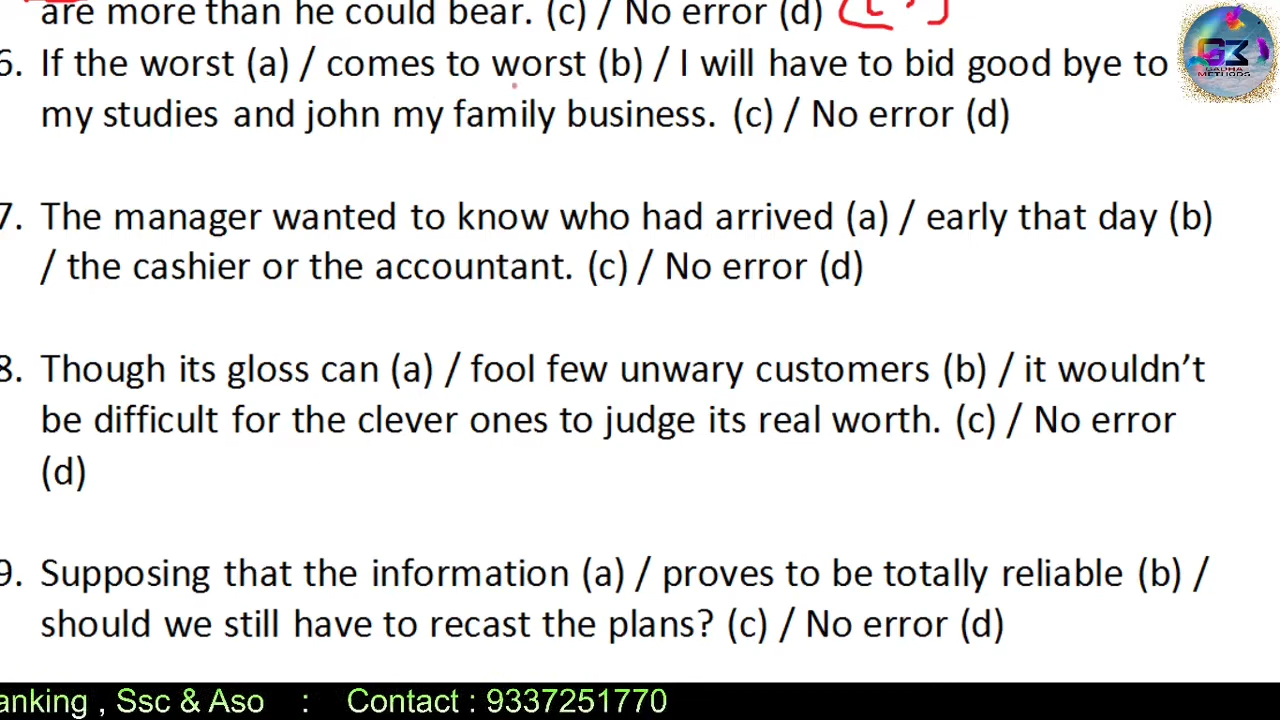 are more than he could bear. (c) / No error (d)
6. If the worst (a) / comes to worst (b) / I will have to bid good bye to
my studies and john my family business. (c) / No error (d)
7. The manager wanted to know who had arrived (a) / early that day (b)
/ the cashier or the accountant. (c) / No error (d)
8. Though its gloss can (a) / fool few unwary customers (b) / it wouldn't
be difficult for the clever ones to judge its real worth. (c) / No error
(d)
9. Supposing that the information (a) / proves to be totally reliable (b) /
should we still have to recast the plans? (c) / No error (d)
G3
GADHA
METHODS
anking , Ssc & Aso : Contact : 9337251770